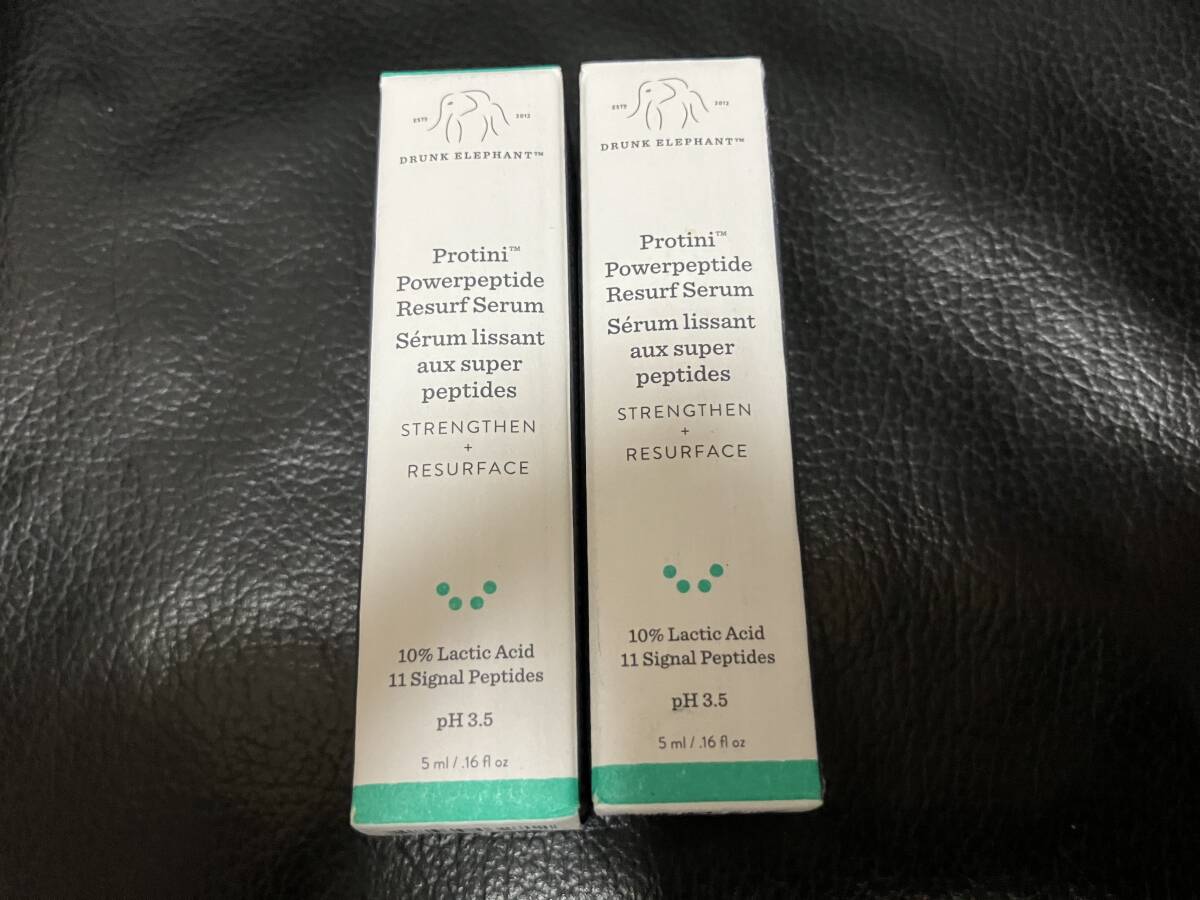 ESTD 2012
DRUNK ELEPHANT™
Protini™
Powerpeptide
Resurf Serum
Sérum lissant
aux super
peptides
STRENGTHEN
+
RESURFACE
10% Lactic Acid
11 Signal Peptides
pH 3.5
5 ml / .16 fl oz
ESTD 2012
DRUNK ELEPHANT™
Protini™
Powerpeptide
Resurf Serum
Sérum lissant
aux super
peptides
STRENGTHEN
+
RESURFACE
10% Lactic Acid
11 Signal Peptides
pH 3.5
5 ml / .16 fl oz